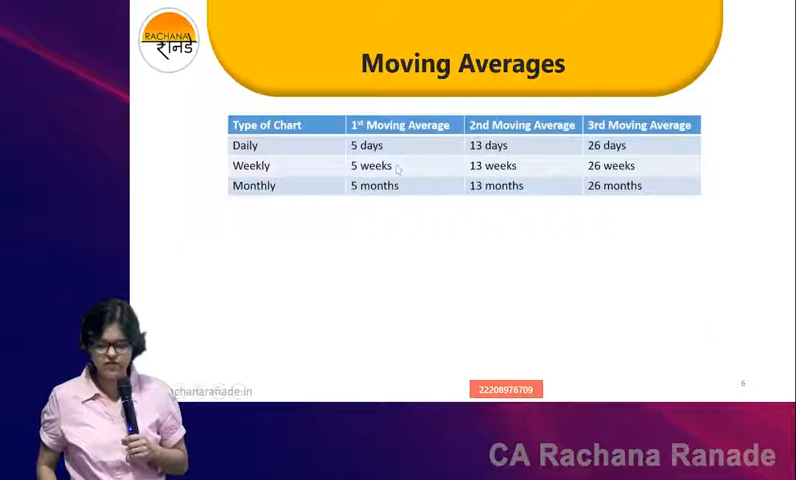 RACHANA
रानडे
Moving Averages
Type of Chart 1st Moving Average 2nd Moving Average 3rd Moving Average
Daily 5 days 13 days 26 days
Weekly 5 weeks 13 weeks 26 weeks
Monthly 5 months 13 months 26 months
achanaranade.in
22208976709
6
CA Rachana Ranade